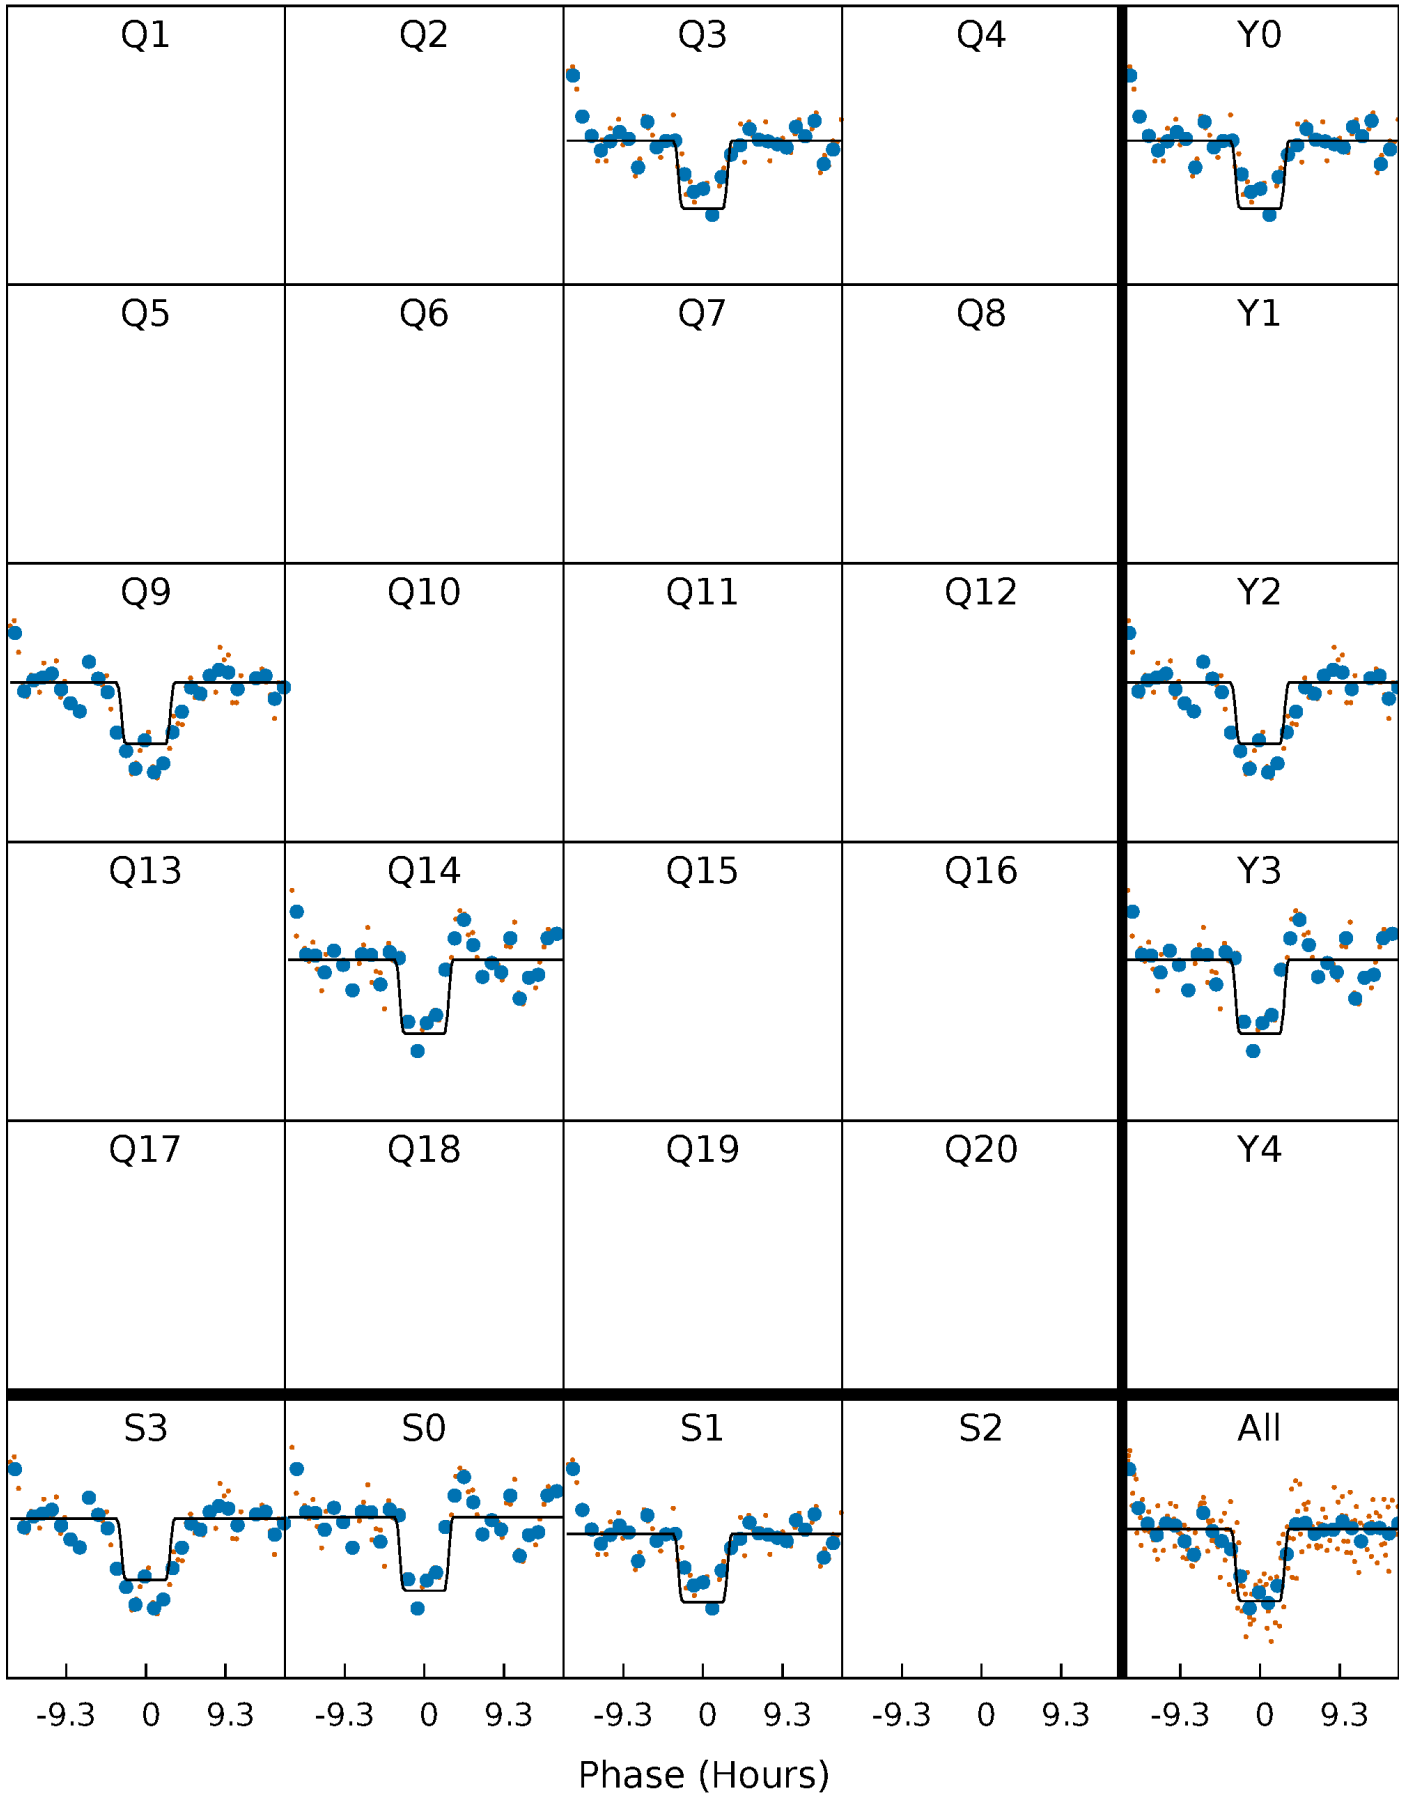 Q1 Q2 Q3 Q4 Y0
Q5 Q6 Q7 Q8 Y1
Q9 Q10 Q11 Q12 Y2
Q13 Q14 Q15 Q16 Y3
Q17 Q18 Q19 Q20 Y4
S3 S0 S1 S2 All
-9.3 0 9.3 -9.3 0 9.3 -9.3 0 9.3 -9.3 0 9.3 -9.3 0 9.3
Phase (Hours)